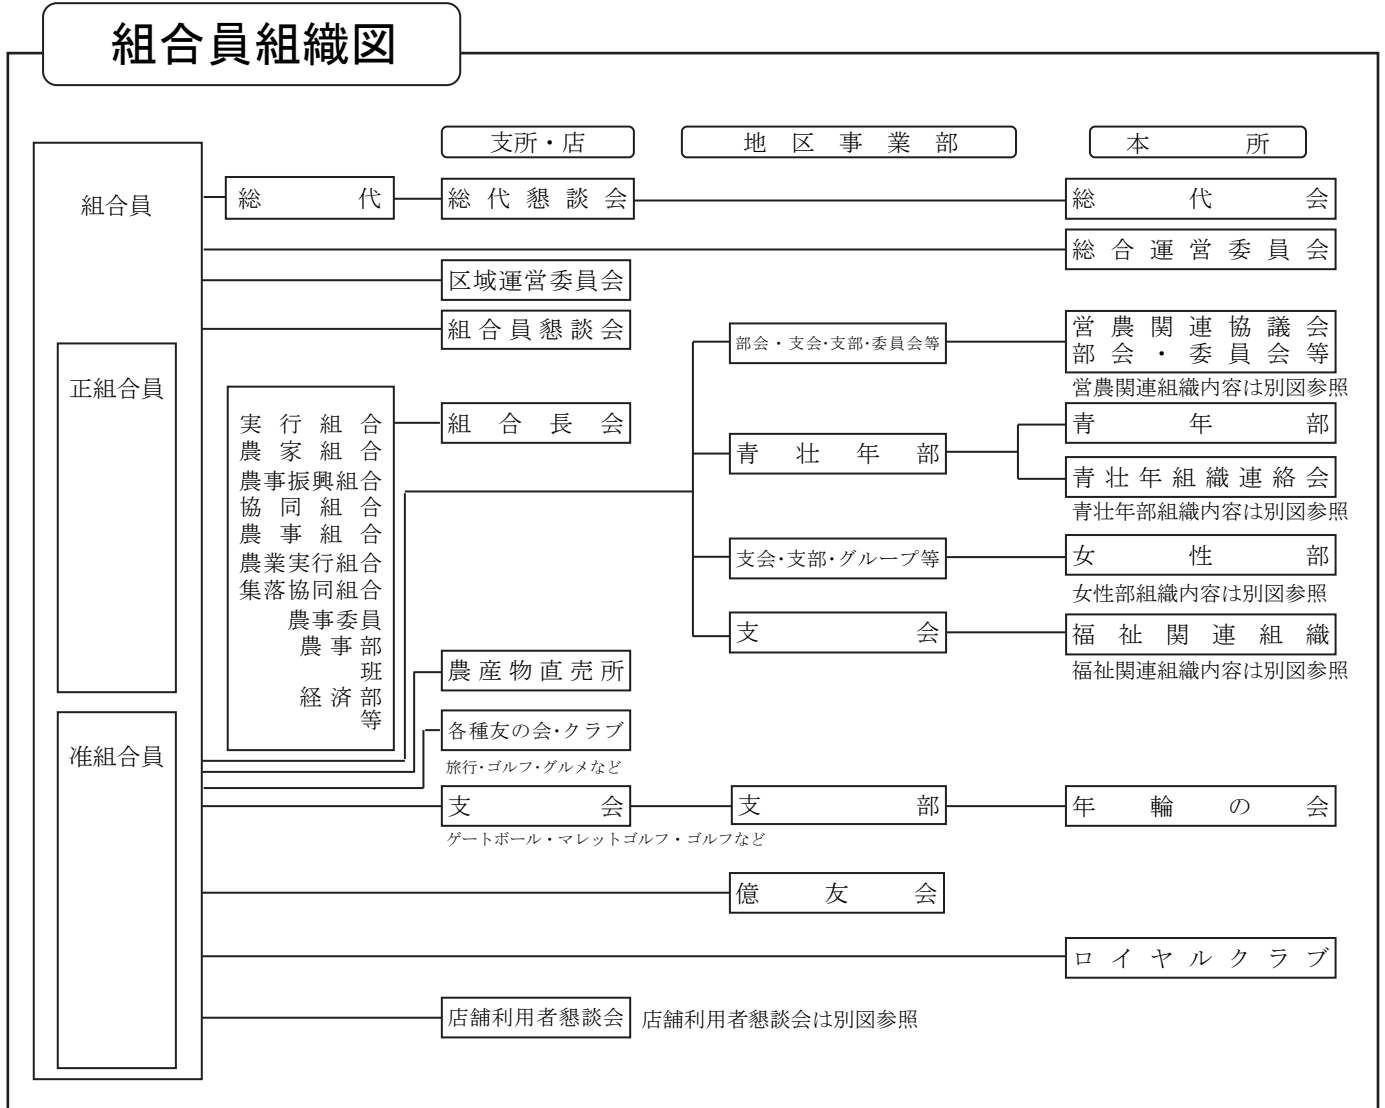 組合員組織図
支所・店
地区事業部
本所
組合員
総代
総代懇談会
総代会
総合運営委員会
区域運営委員会
組合員懇談会
部会・支会・支部・委員会等
営農関連協議会
部会・委員会等
営農関連組織内容は別図参照
正組合員
実行組合
農家組合
農事振興組合
協同組合
農事組合
農業実行組合
集落協同組合
農事委員
農事部
班
経済部
等
組合長会
青壮年部
青年部
青壮年組織連絡会
青壮年部組織内容は別図参照
支会・支部・グループ等
女性部
女性部組織内容は別図参照
支会
福祉関連組織
福祉関連組織内容は別図参照
農産物直売所
准組合員
各種友の会・クラブ
旅行・ゴルフ・グルメなど
支会
支部
年輪の会
ゲートボール・マレットゴルフ・ゴルフなど
億友会
ロイヤルクラブ
店舗利用者懇談会
店舗利用者懇談会は別図参照